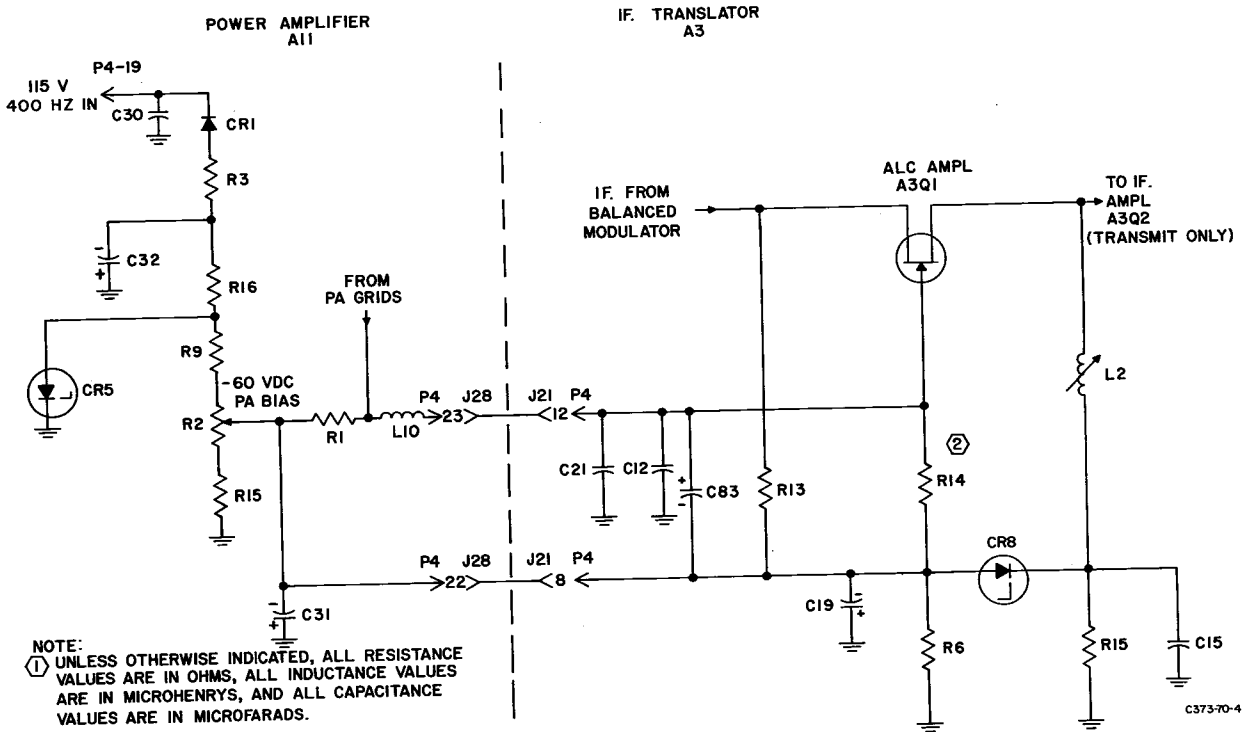 POWER AMPLIFIER
A11
IF. TRANSLATOR
A3
P4-19
115 V
400 HZ IN
C30
CR1
R3
C32
R16
R9
CR5
-60 VDC
PA BIAS
R2
R15
C31
FROM
PA GRIDS
R1
L10
P4
23
J28
J21
12
P4
P4
22
J28
J21
8
P4
IF. FROM
BALANCED
MODULATOR
ALC AMPL
A3Q1
TO IF.
AMPL
A3Q2
(TRANSMIT ONLY)
L2
C21
C12
+
-
C83
R13
2
R14
CR8
C19
R6
R15
C15
NOTE:
1 UNLESS OTHERWISE INDICATED, ALL RESISTANCE
VALUES ARE IN OHMS, ALL INDUCTANCE VALUES
ARE IN MICROHENRYS, AND ALL CAPACITANCE
VALUES ARE IN MICROFARADS.
C373-70-4